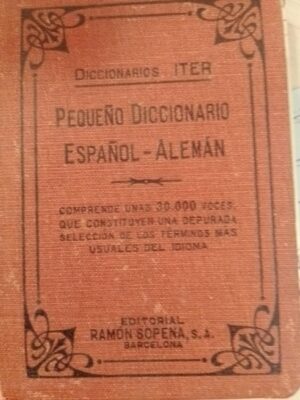 DICCIONARIOS ITER
PEQUEÑO DICCIONARIO
ESPAÑOL-ALEMÁN
COMPRENDE UNAS 30.000 VOCES,
QUE CONSTITUYEN UNA DEPURADA
SELECCIÓN DE LOS TÉRMINOS MÁS
USUALES DEL IDIOMA
EDITORIAL
RAMÓN SOPENA, S.A.
BARCELONA